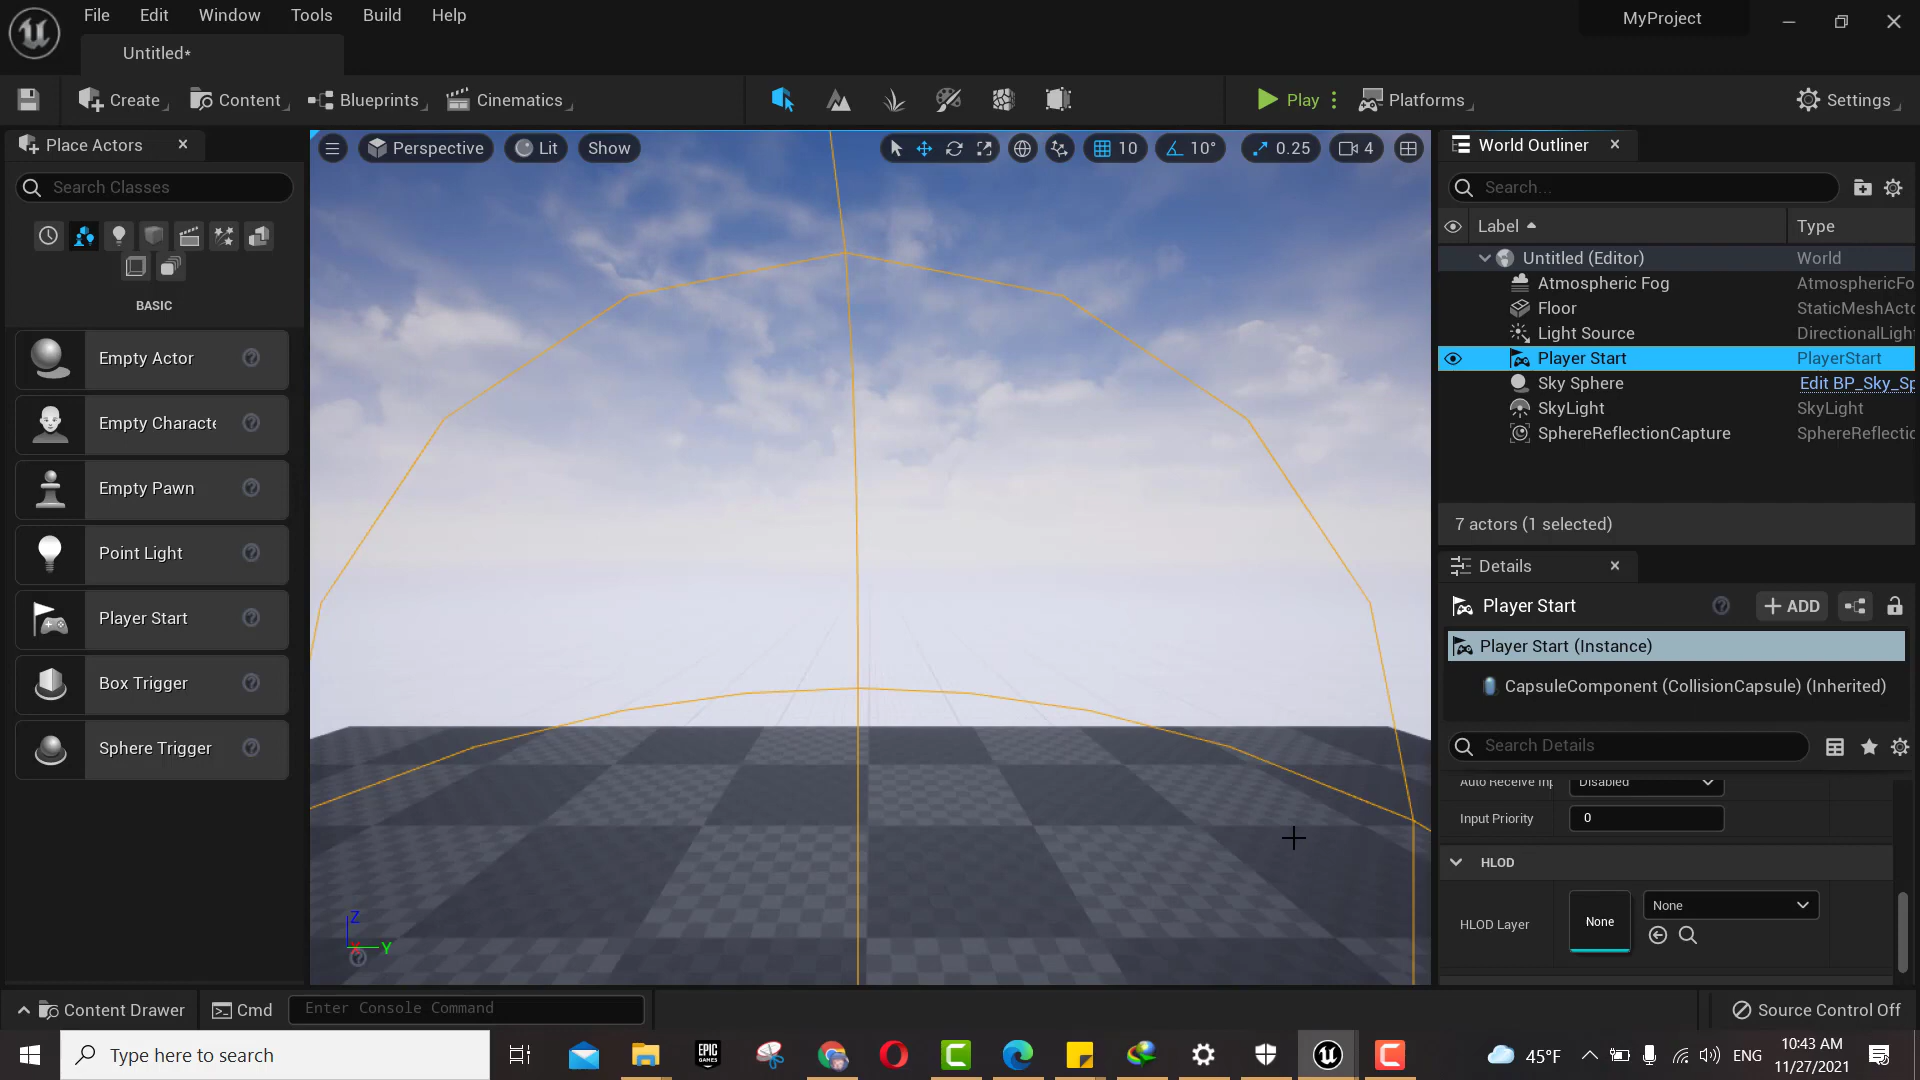 File Edit Window Tools Build Help
MyProject
Untitled*
Create Content Blueprints Cinematics
Play Platforms Settings
Place Actors
Search Classes
BASIC
Empty Actor
Empty Characte
Empty Pawn
Point Light
Player Start
Box Trigger
Sphere Trigger
Perspective Lit Show
10 10° 0.25 4
Z
X Y
World Outliner
Search...
Label Type
Untitled (Editor) World
Atmospheric Fog AtmosphericFo
Floor StaticMeshActo
Light Source DirectionalLigh
Player Start PlayerStart
Sky Sphere Edit BP_Sky_Sp
SkyLight SkyLight
SphereReflectionCapture SphereReflectic
7 actors (1 selected)
Details
Player Start ADD
Player Start (Instance)
CapsuleComponent (CollisionCapsule) (Inherited)
Search Details
Auto Receive Inp Disabled
Input Priority 0
HLOD
HLOD Layer None None
Content Drawer Cmd Enter Console Command Source Control Off
Type here to search
EPIC GAMES
45°F ENG
10:43 AM
11/27/2021